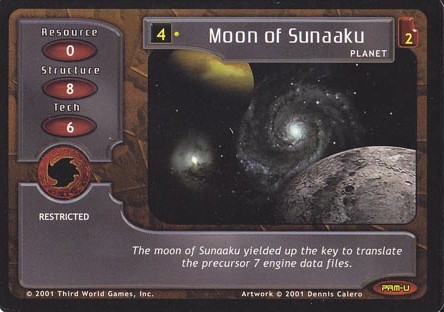 Resource
0
Structure
8
Tech
6
RESTRICTED
4
Moon of Sunaaku
PLANET
2
The moon of Sunaaku yielded up the key to translate
the precursor 7 engine data files.
© 2001 Third World Games, Inc.
Artwork © 2001 Dennis Calero
PRM-U